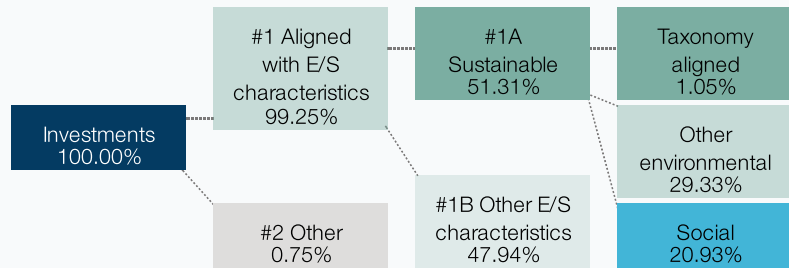 Investments
100.00%
#1 Aligned
with E/S
characteristics
99.25%
#2 Other
0.75%
#1A
Sustainable
51.31%
#1B Other E/S
characteristics
47.94%
Taxonomy
aligned
1.05%
Other
environmental
29.33%
Social
20.93%